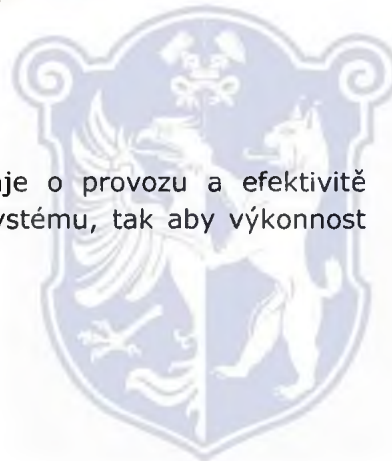 je o provozu a efektivitě
ystému, tak aby výkonnost